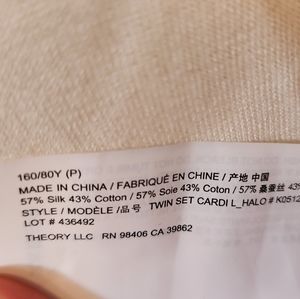 160/80Y (P)
MADE IN CHINA / FABRIQUÉ EN CHINE / 产地 中国
57% Silk 43% Cotton / 57% Soie 43% Coton / 57% 桑蚕丝 43%
STYLE / MODÈLE /品号 TWIN SET CARDI L_HALO # K0512
LOT # 436492
THEORY LLC RN 98406 CA 39862